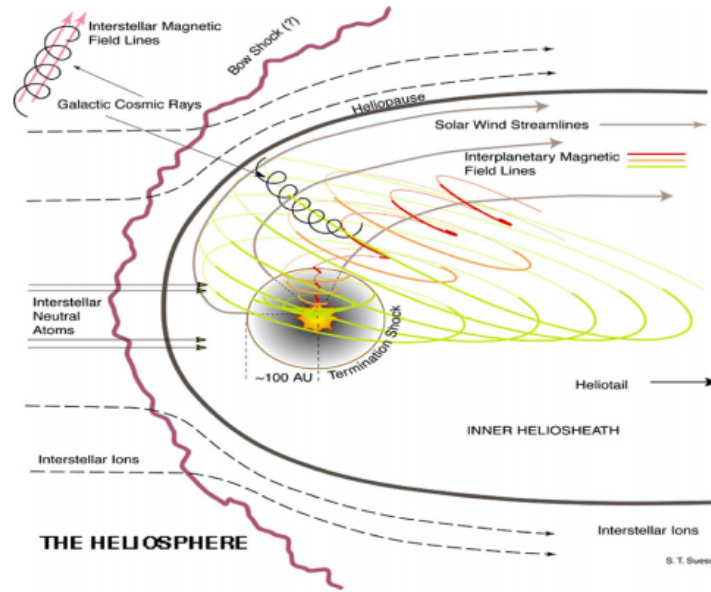 Interstellar Magnetic
Field Lines
Bow Shock (?)
Galactic Cosmic Rays
Heliopause
Solar Wind Streamlines
Interplanetary Magnetic
Field Lines
Interstellar
Neutral
Atoms
Termination Shock
~100 AU
Heliotail
INNER HELIOSHEATH
Interstellar Ions
Interstellar Ions
THE HELIOSPHERE
S. T. Suess